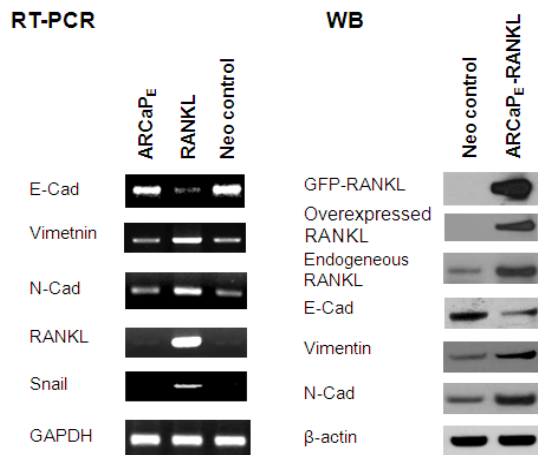 RT-PCR
ARCaPE
RANKL
Neo control
E-Cad
Vimetnin
N-Cad
RANKL
Snail
GAPDH
WB
Neo control
ARCaPE-RANKL
GFP-RANKL
Overexpressed
RANKL
Endogeneous
RANKL
E-Cad
Vimentin
N-Cad
β-actin